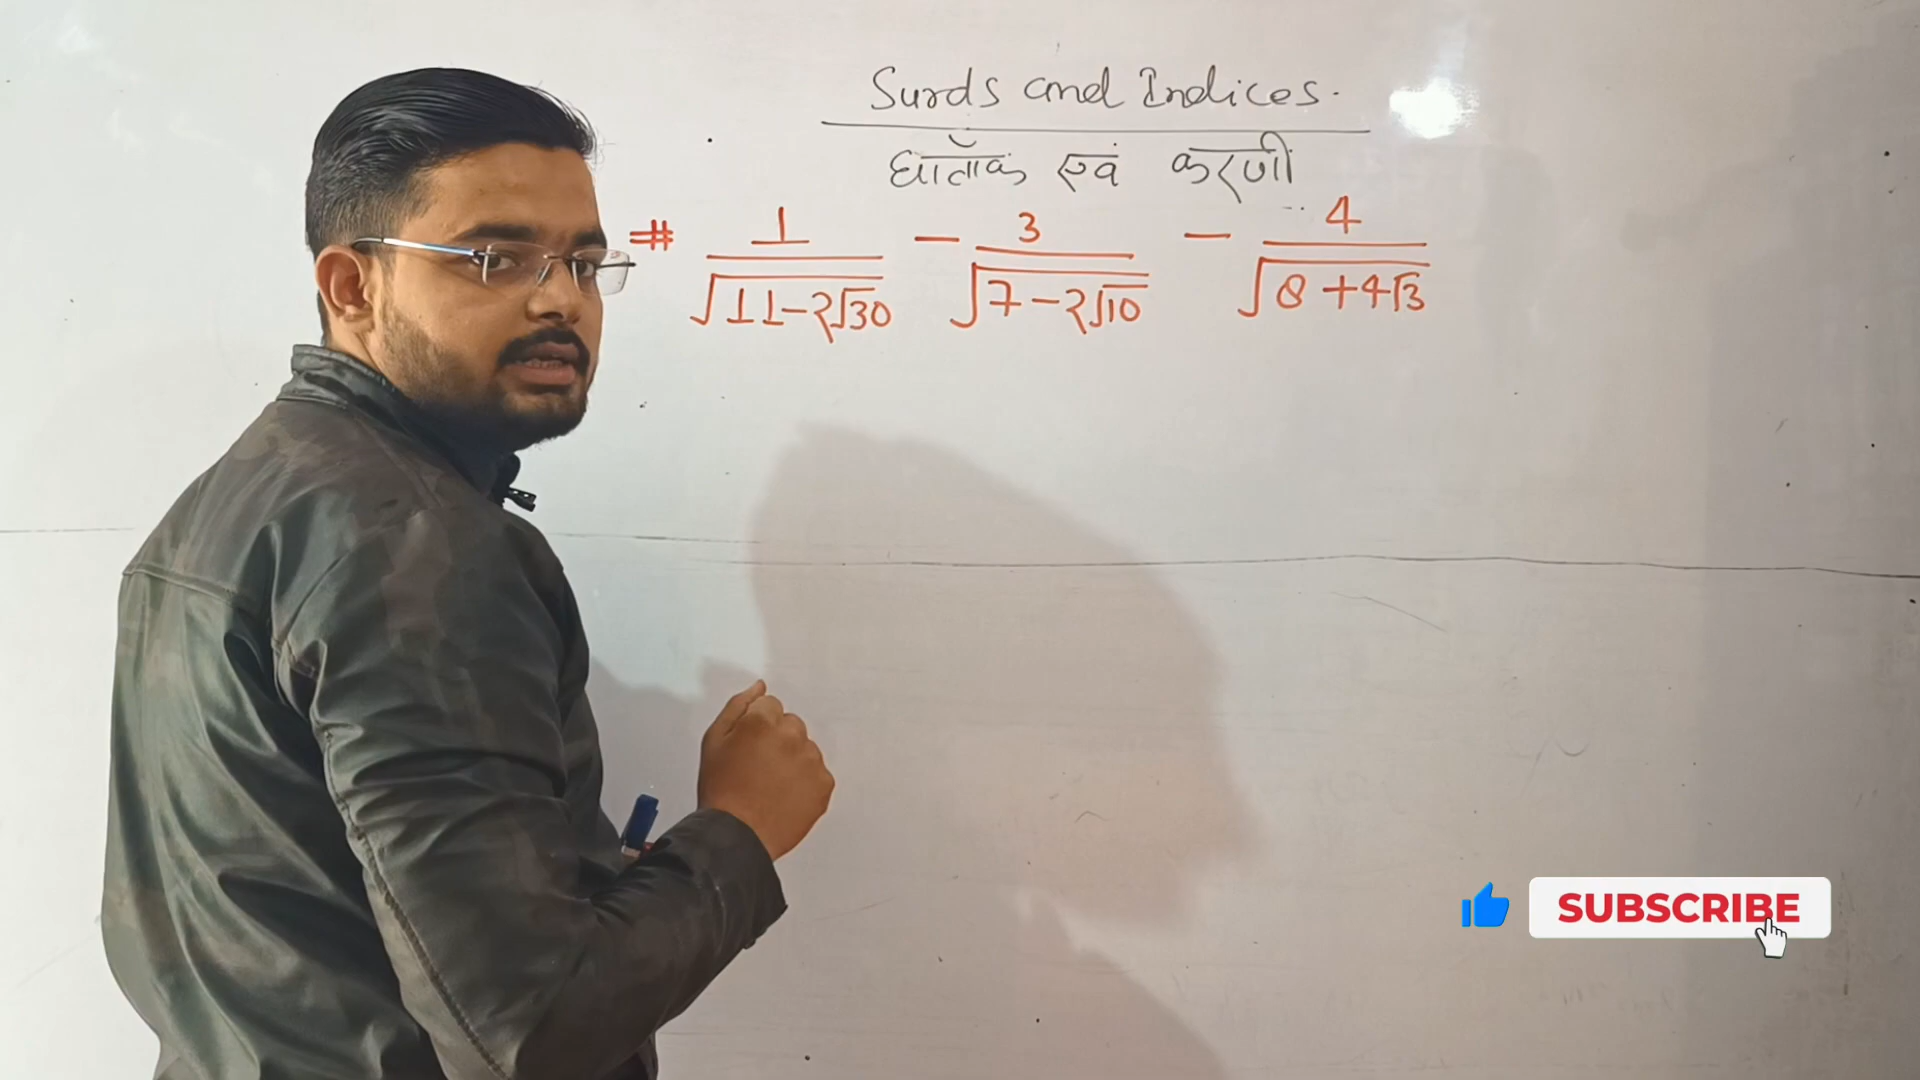 Surds and Indices.
घाताँक एवं करणी
# 1/√(11-2√30) - 3/√(7-2√10) - 4/√(8+4√3)
SUBSCRIBE